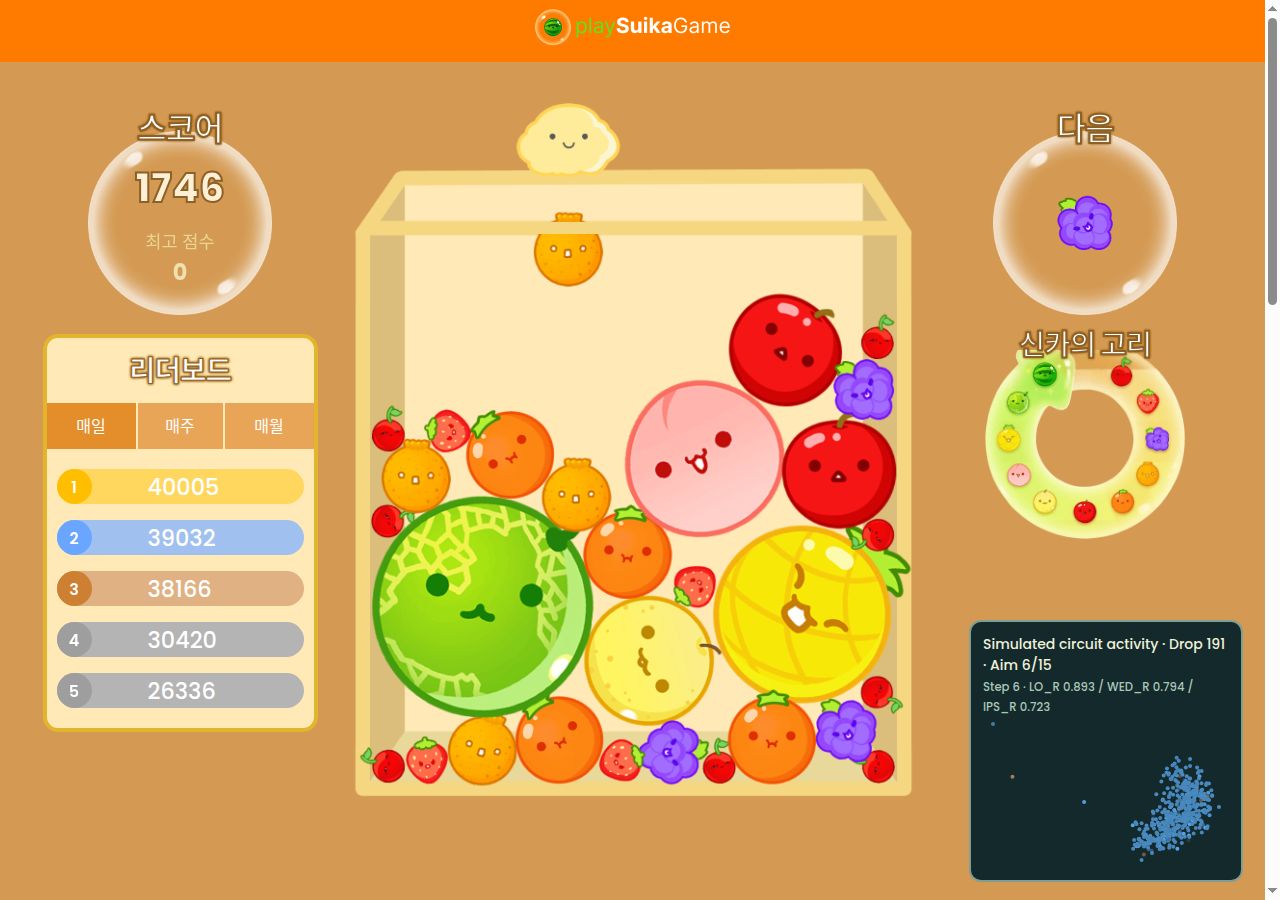 playSuikaGame
스코어
1746
최고 점수
0
리더보드
매일 매주 매월
1 40005
2 39032
3 38166
4 30420
5 26336
다음
신카의 고리
Simulated circuit activity · Drop 191
· Aim 6/15
Step 6 · LO_R 0.893 / WED_R 0.794 /
IPS_R 0.723